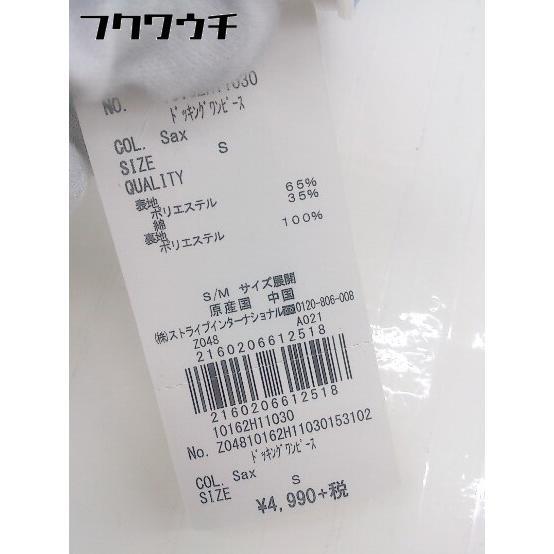 フクワウチ
NO. 10162H11030
ドッキングワンピース
COL. Sax
SIZE S
QUALITY
表地
ポリエステル 65%
綿 35%
裏地
ポリエステル 100%
S/M サイズ展開
原産国 中国
(株)ストライプインターナショナル☎0120-806-008
Z048 A021
2160206612518
2160206612518
10162H11030
No. Z04810162H11030153102
ドッキングワンピース
COL. Sax
SIZE S
¥4,990+税